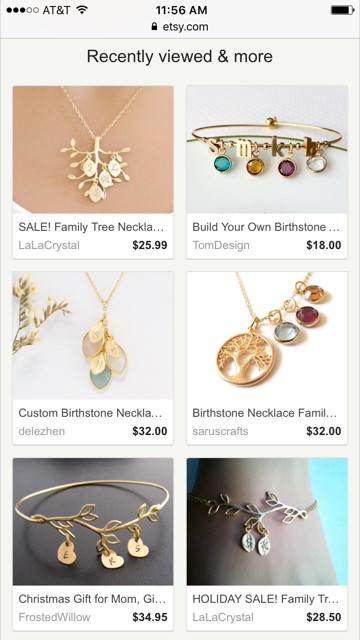 AT&T 11:56 AM
etsy.com
Recently viewed & more
SALE! Family Tree Neckla...
LaLaCrystal $25.99
s m k h
Build Your Own Birthstone ...
TomDesign $18.00
Custom Birthstone Neckla...
delezhen $32.00
Birthstone Necklace Famil...
saruscrafts $32.00
E K S
Christmas Gift for Mom, Gi...
FrostedWillow $34.95
HOLIDAY SALE! Family Tr...
LaLaCrystal $28.50